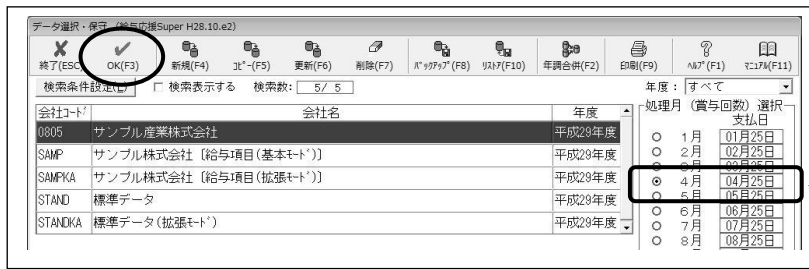 データ選択・保守 (給与応援Super H28.10.e2)
終了(ESC) OK(F3) 新規(F4) ｺﾋﾟｰ(F5) 更新(F6) 削除(F7) ﾊﾞｯｸｱｯﾌﾟ(F8) ﾘｽﾄｱ(F10) 年調合併(F2) 印刷(F9) ﾍﾙﾌﾟ(F1) ﾏﾆｭｱﾙ(F11)
検索条件設定(L) 検索表示する 検索数: 5/ 5 年度: すべて
会社ｺｰﾄﾞ 会社名 年度
0805 サンプル産業株式会社 平成29年度
SAMP サンプル株式会社 [給与項目(基本ﾓｰﾄﾞ)] 平成29年度
SAMPKA サンプル株式会社 [給与項目(拡張ﾓｰﾄﾞ)] 平成29年度
STAND 標準データ 平成29年度
STANDKA 標準データ(拡張ﾓｰﾄﾞ) 平成29年度
処理月 (賞与回数) 選択
支払日
1月 01月25日
2月 02月25日
3月 03月25日
4月 04月25日
5月 05月25日
6月 06月25日
7月 07月25日
8月 08月25日